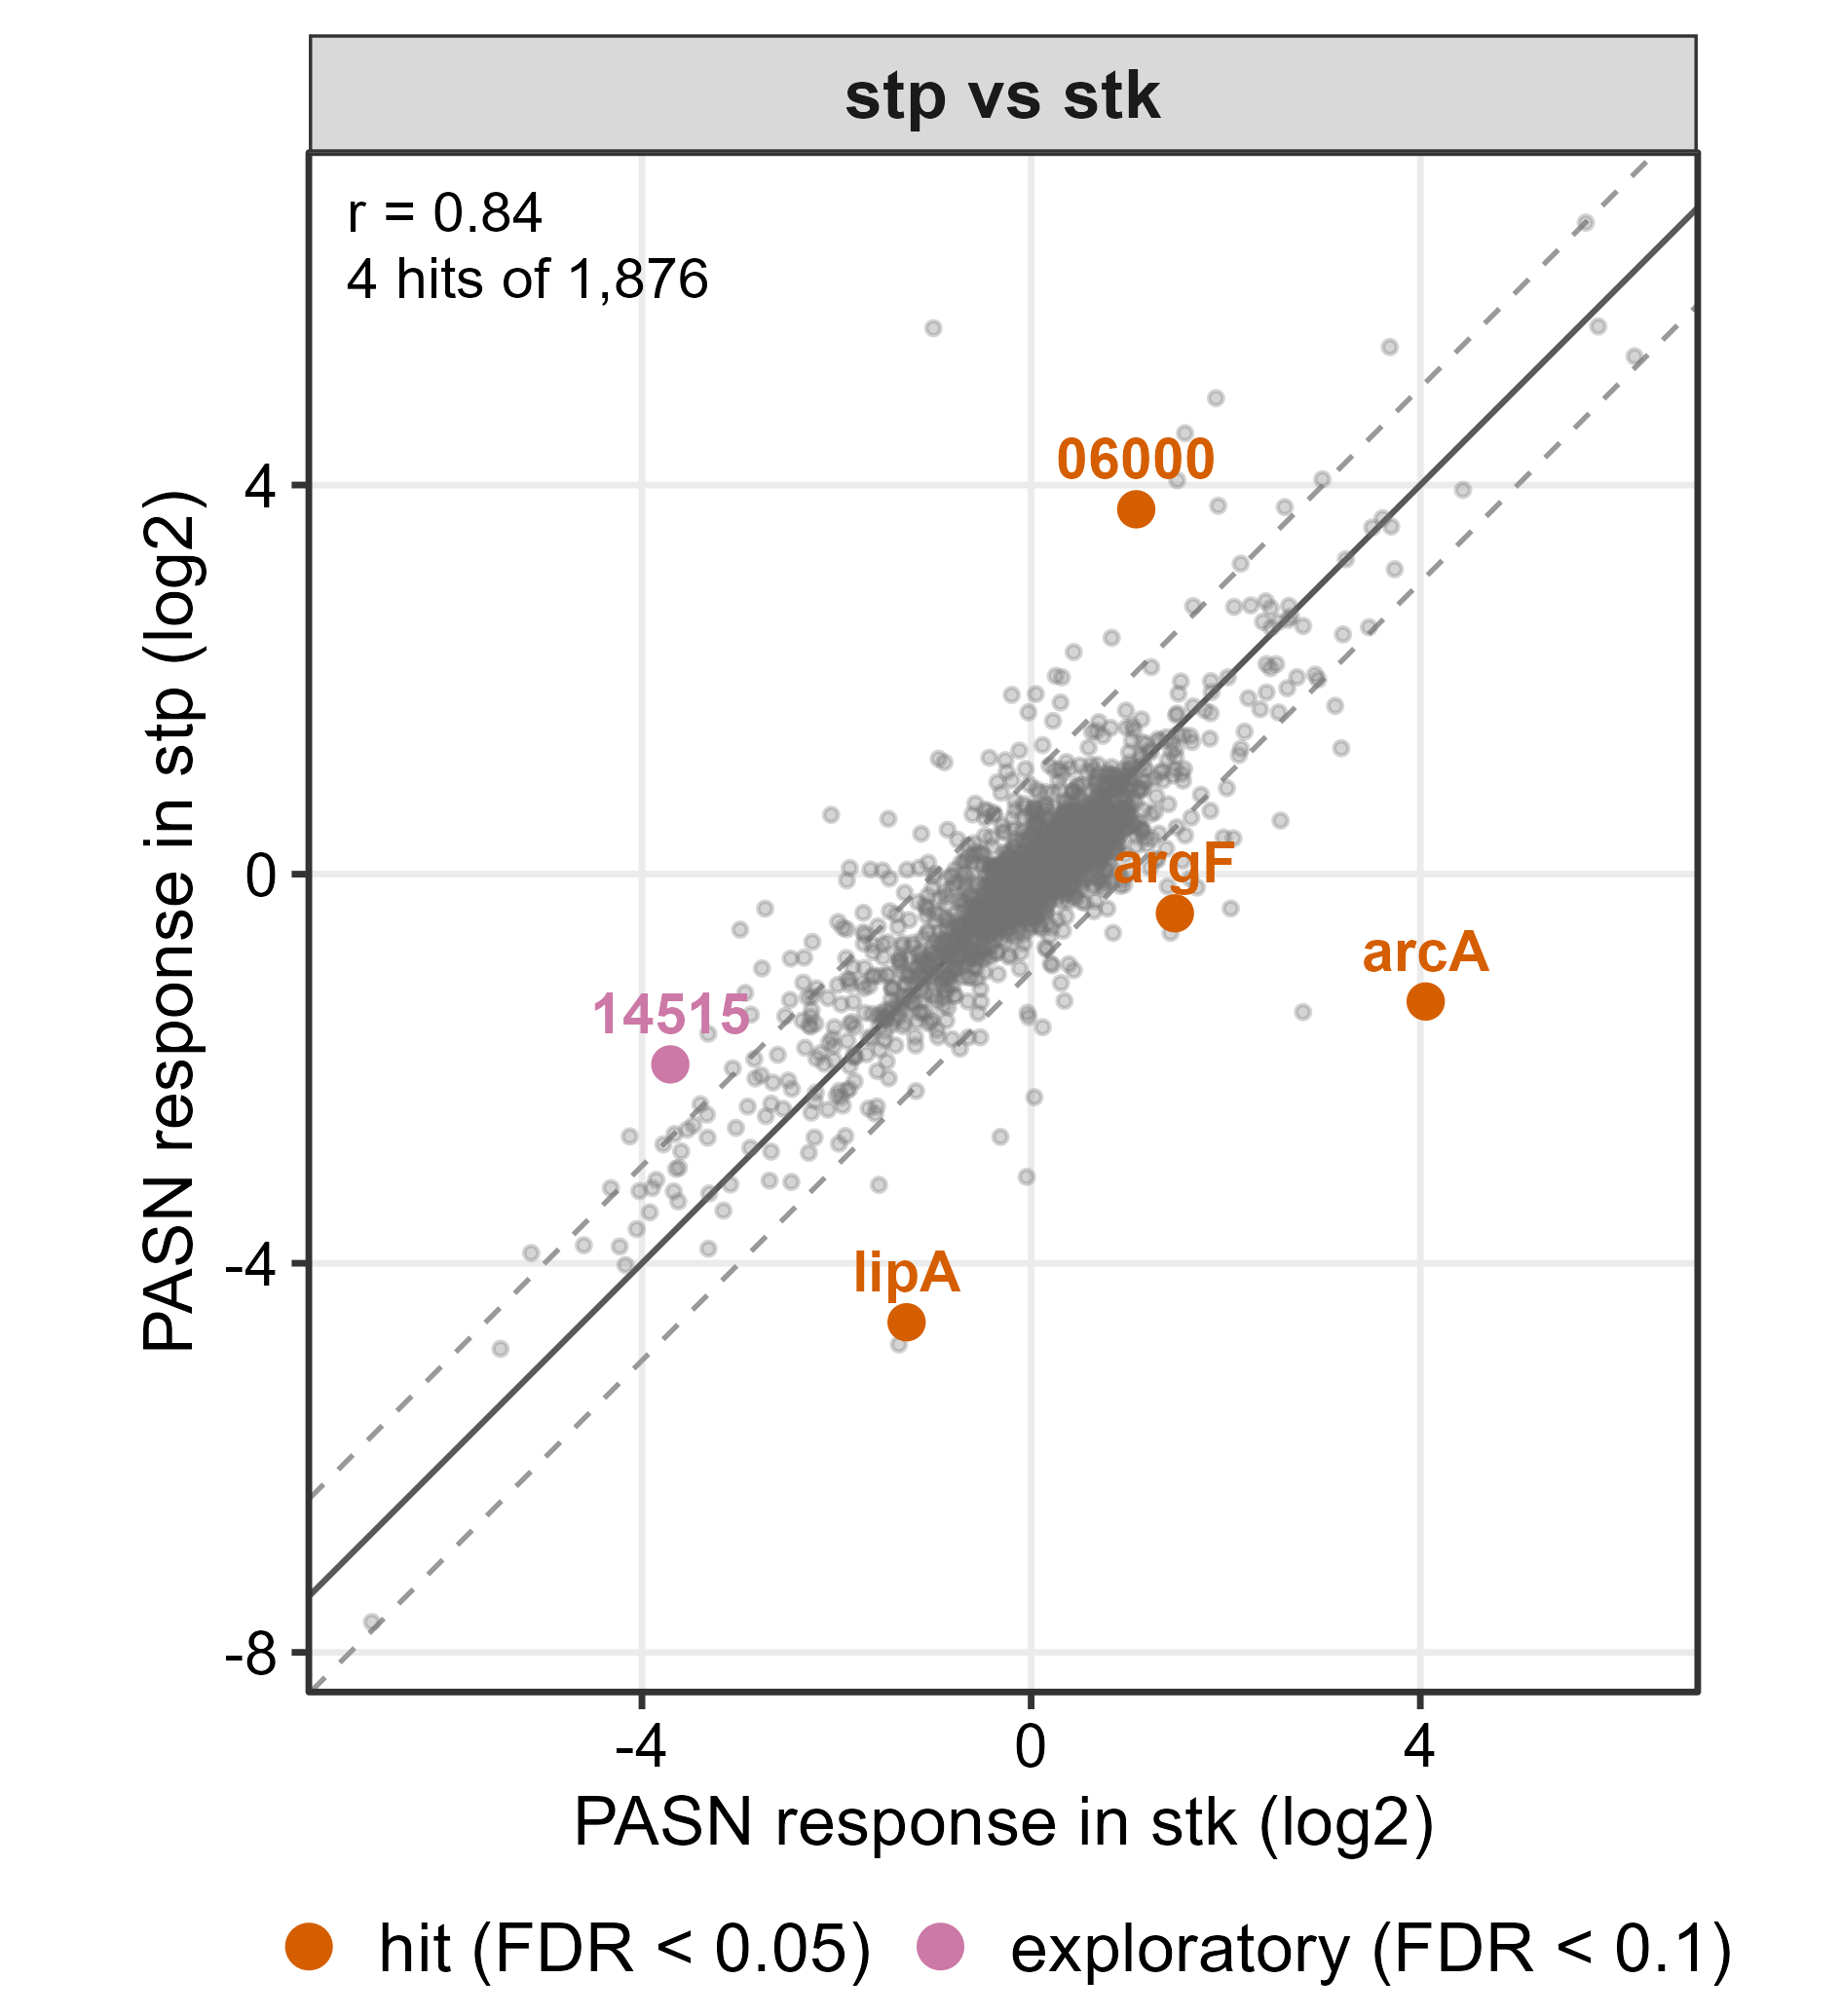 stp vs stk
r = 0.84
4 hits of 1,876
06000
argF
arcA
14515
lipA
PASN response in stp (log2)
4
0
-4
-8
-4
0
4
PASN response in stk (log2)
hit (FDR < 0.05)
exploratory (FDR < 0.1)